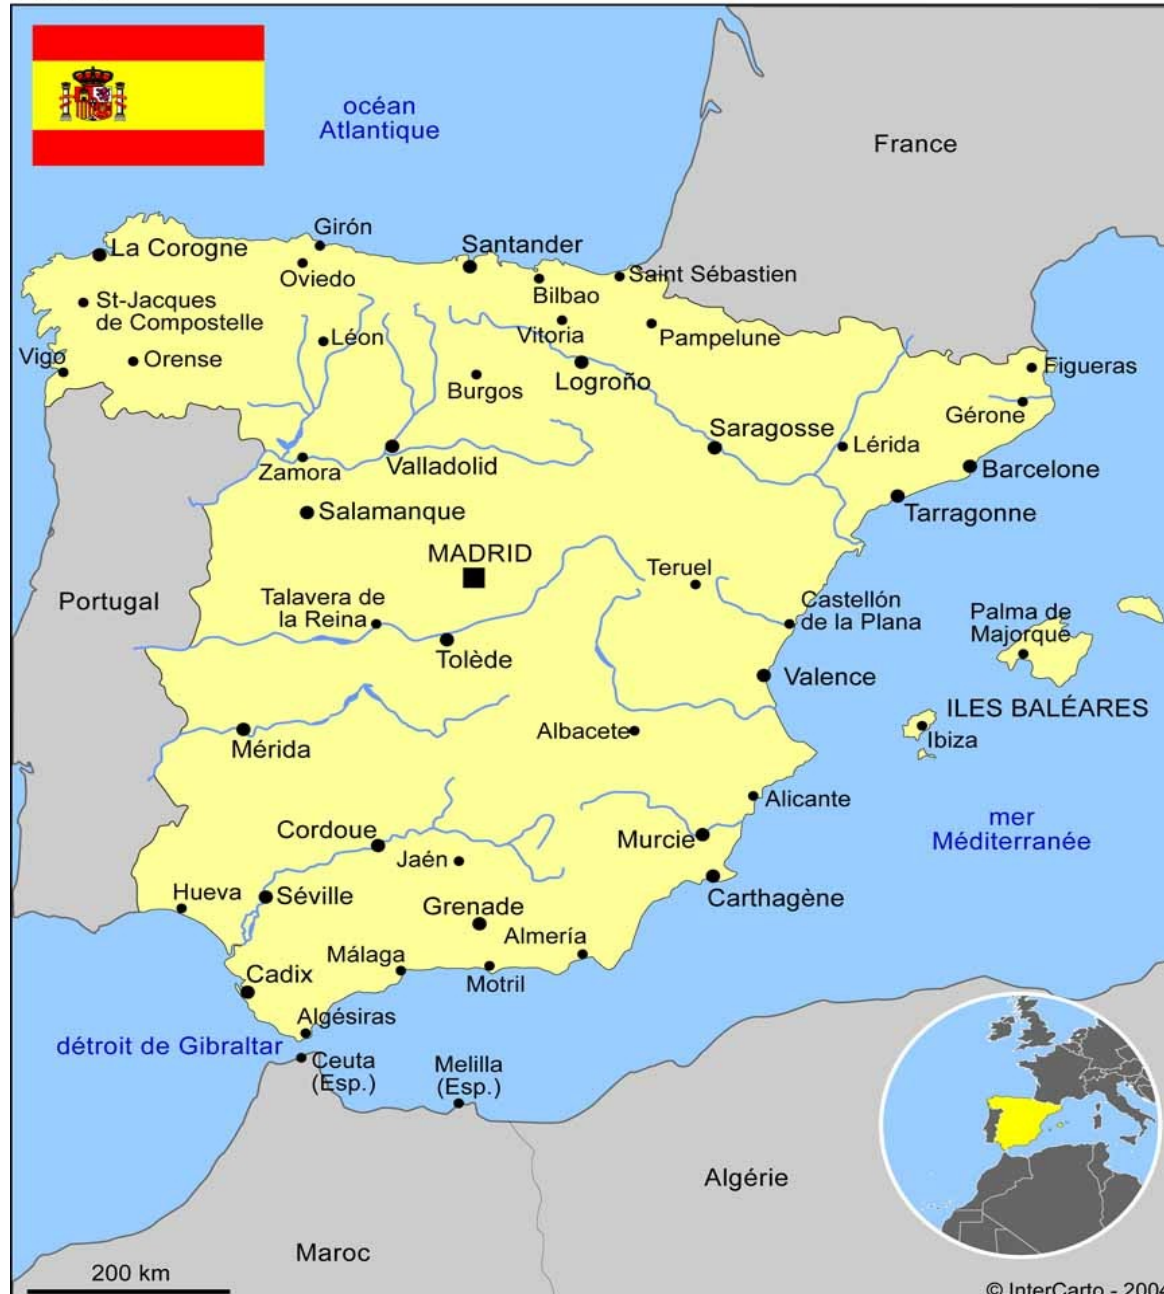 océan
Atlantique
France
Girón
La Corogne
Santander
Oviedo
Saint Sébastien
Bilbao
St-Jacques
de Compostelle
Léon
Vitoria
Pampelune
Vigo
Orense
Logroño
Figueras
Burgos
Gérone
Saragosse
Lérida
Zamora
Valladolid
Barcelone
Salamanque
Tarragonne
MADRID
Teruel
Portugal
Talavera de
la Reina
Castellón
de la Plana
Palma de
Majorque
Tolède
Valence
ILES BALÉARES
Mérida
Albacete
Ibiza
Alicante
mer
Méditerranée
Cordoue
Murcie
Jaén
Hueva
Séville
Carthagène
Grenade
Almería
Málaga
Cadix
Motril
Algésiras
détroit de Gibraltar
Ceuta
(Esp.)
Melilla
(Esp.)
Algérie
Maroc
200 km
© InterCarto - 2004